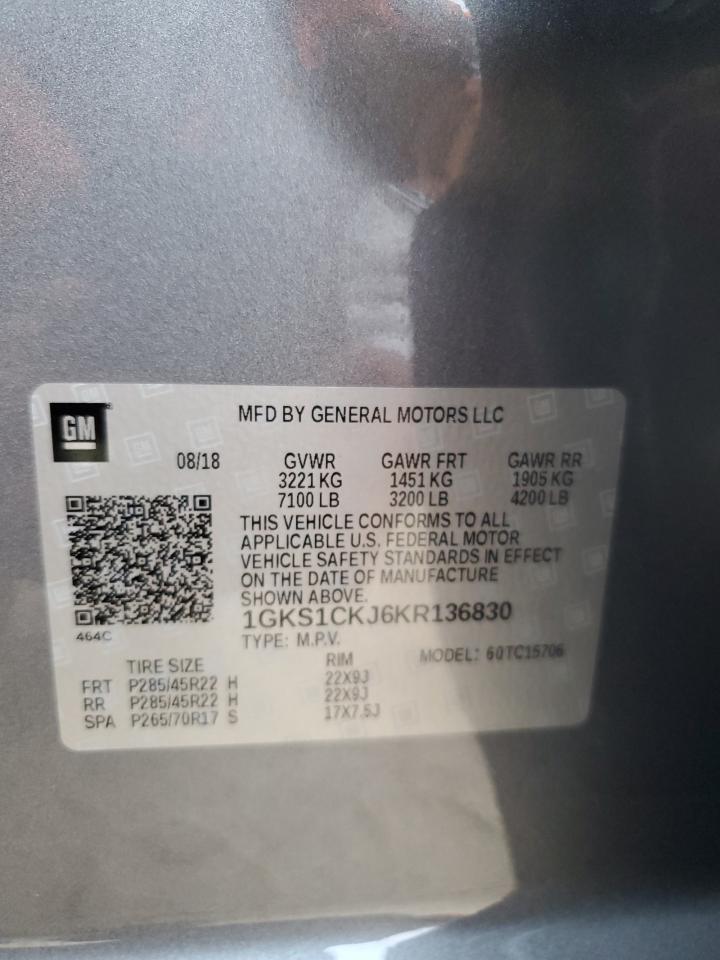 GM
MFD BY GENERAL MOTORS LLC
08/18 GVWR GAWR FRT GAWR RR
3221 KG 1451 KG 1905 KG
7100 LB 3200 LB 4200 LB
THIS VEHICLE CONFORMS TO ALL
APPLICABLE U.S. FEDERAL MOTOR
VEHICLE SAFETY STANDARDS IN EFFECT
ON THE DATE OF MANUFACTURE
SHOWN ABOVE.
464C
1GKS1CKJ6KR136830
TYPE: M.P.V. MODEL: 60TC15706
TIRE SIZE RIM
FRT P285/45R22 H 22X9J
RR P285/45R22 H 22X9J
SPA P265/70R17 S 17X7.5J